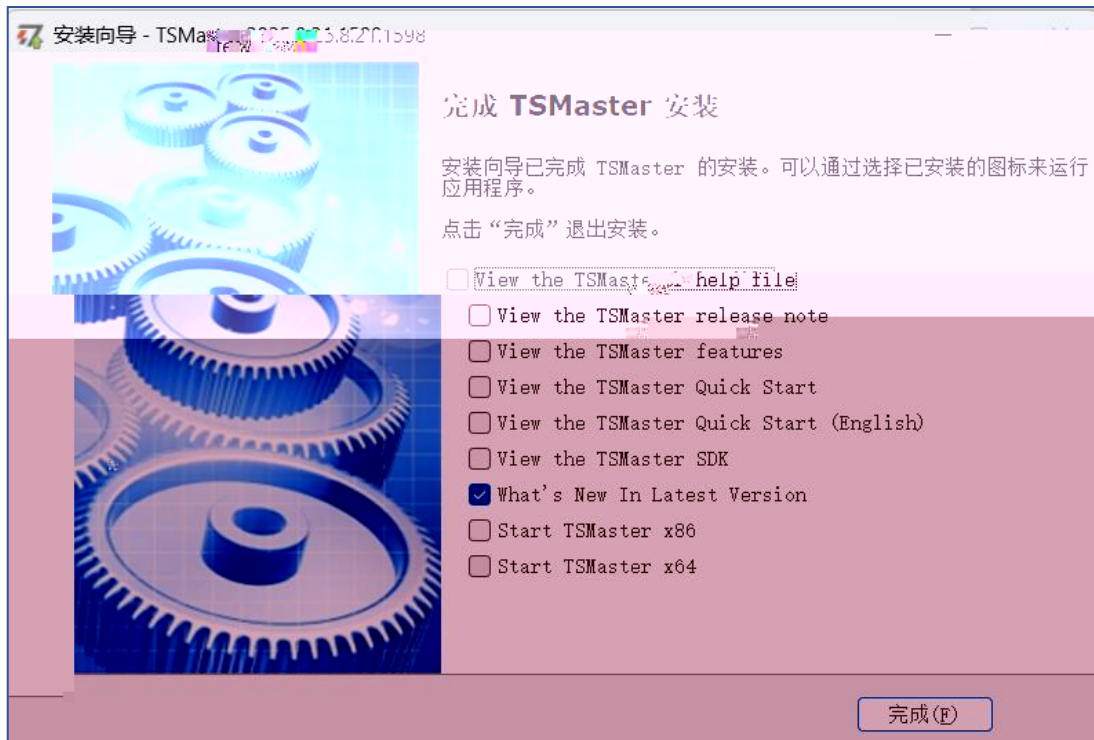 安装向导 - TSMa
完成 TSMaster 安装
安装向导已完成 TSMaster 的安装。可以通过选择已安装的图标来运行
应用程序。
点击“完成”退出安装。
View the TSMaster help file
View the TSMaster release note
View the TSMaster features
View the TSMaster Quick Start
View the TSMaster Quick Start (English)
View the TSMaster SDK
What's New In Latest Version
Start TSMaster x86
Start TSMaster x64
完成(F)